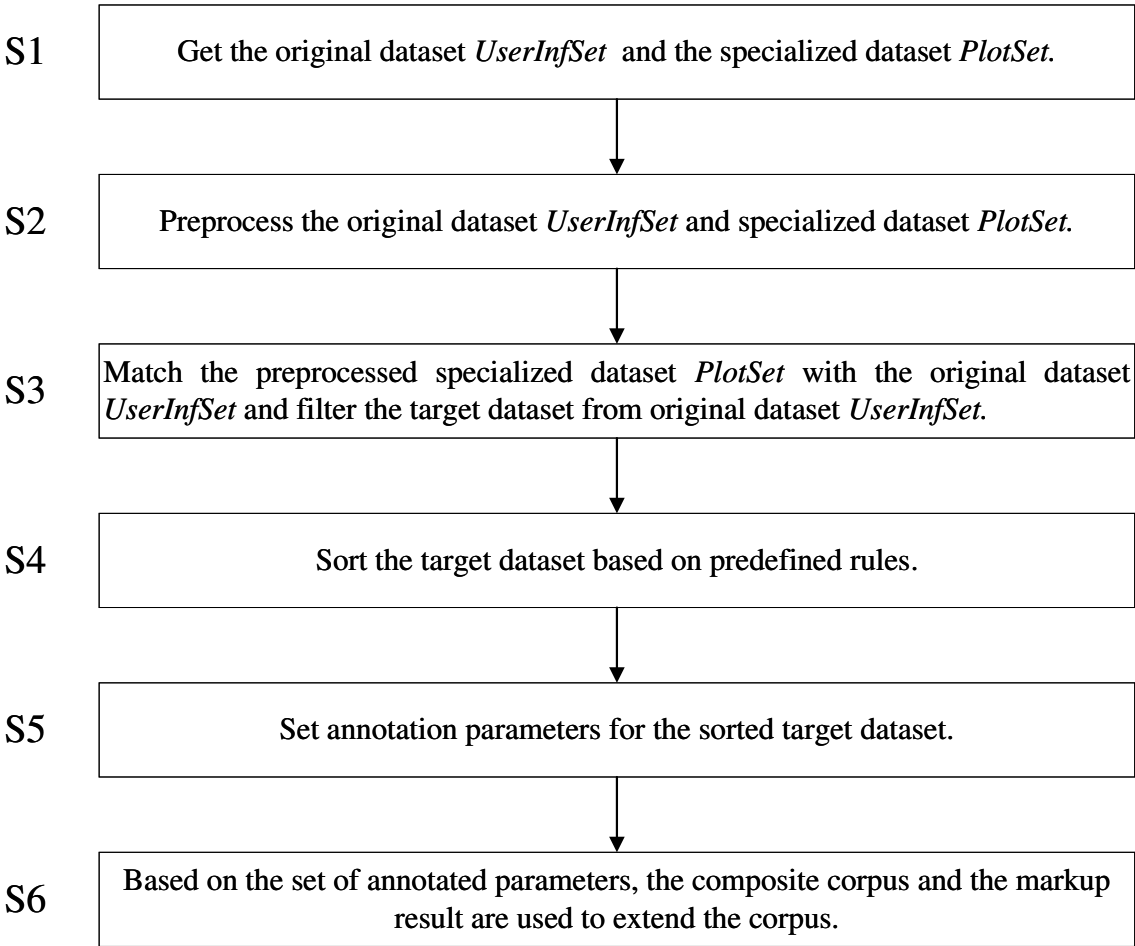 S1
Get the original dataset UserInfSet and the specialized dataset PlotSet.
S2
Preprocess the original dataset UserInfSet and specialized dataset PlotSet.
S3
Match the preprocessed specialized dataset PlotSet with the original dataset
UserInfSet and filter the target dataset from original dataset UserInfSet.
S4
Sort the target dataset based on predefined rules.
S5
Set annotation parameters for the sorted target dataset.
S6
Based on the set of annotated parameters, the composite corpus and the markup
result are used to extend the corpus.